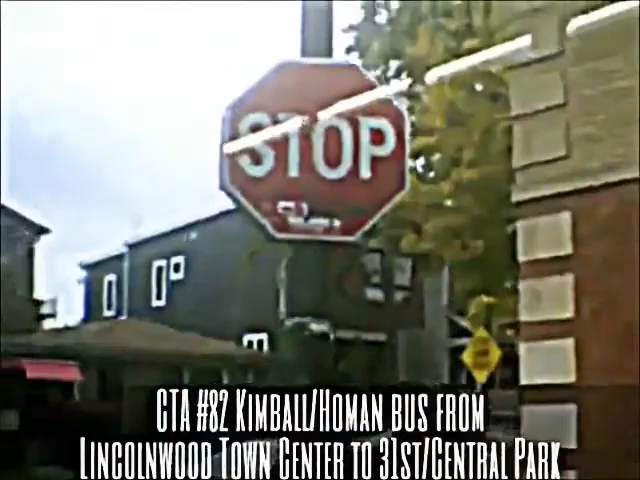 STOP
CTA #82 KIMBALL/HOMAN BUS FROM
LINCOLNWOOD TOWN CENTER TO 31ST/CENTRAL PARK